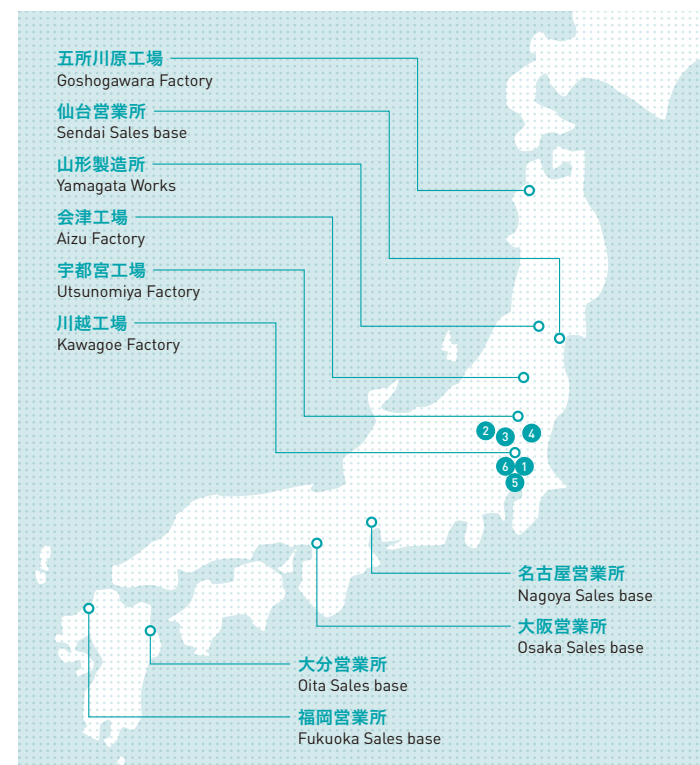 五所川原工場
Goshogawara Factory
仙台営業所
Sendai Sales base
山形製造所
Yamagata Works
会津工場
Aizu Factory
宇都宮工場
Utsunomiya Factory
川越工場
Kawagoe Factory
2
3
4
6
1
5
名古屋営業所
Nagoya Sales base
大阪営業所
Osaka Sales base
大分営業所
Oita Sales base
福岡営業所
Fukuoka Sales base